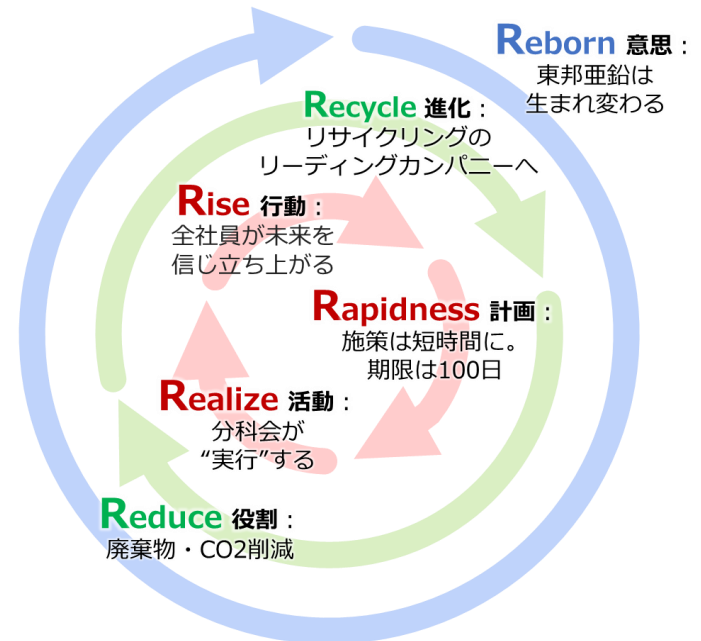 Reborn 意思：
東邦亜鉛は
生まれ変わる
Recycle 進化：
リサイクリングの
リーディングカンパニーへ
Rise 行動：
全社員が未来を
信じ立ち上がる
Rapidness 計画：
施策は短時間に。
期限は100日
Realize 活動：
分科会が
“実行”する
Reduce 役割：
廃棄物・CO2削減